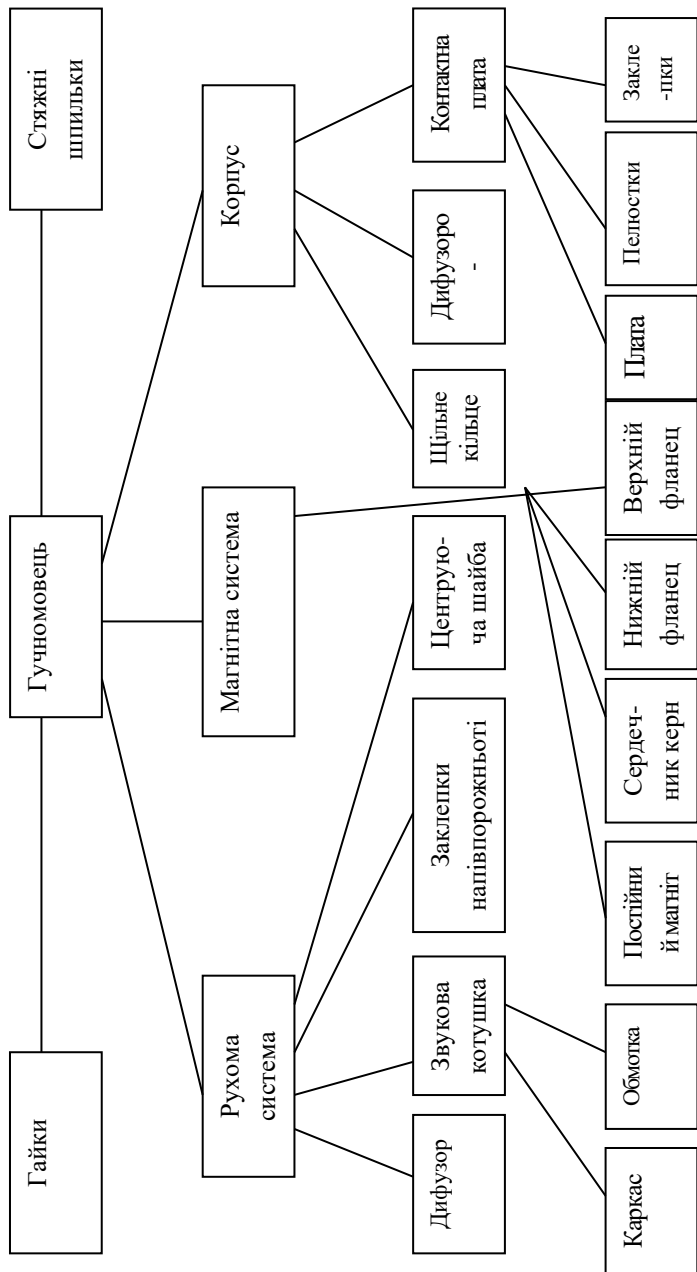 Гайки
Гучномовець
Стяжні
шпильки
Рухома
система
Магнітна система
Корпус
Дифузор
Звукова
котушка
Заклепки
напівпорожньоті
Центрую-
ча шайба
Щільне
кільце
Дифузоро
-
Контактна
плата
Каркас
Обмотка
Постійни
й магніт
Сердеч-
ник керн
Нижній
фланец
Верхній
фланец
Плата
Пелюстки
Закле
-пки